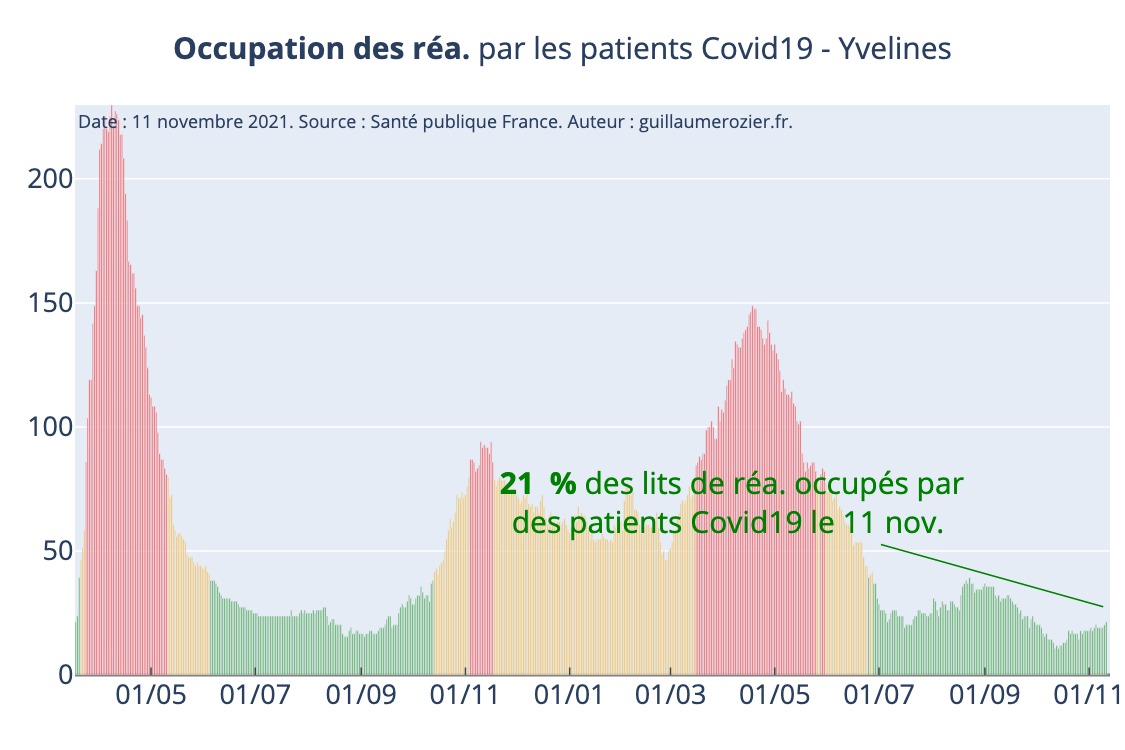 Occupation des réa. par les patients Covid19 - Yvelines
Date : 11 novembre 2021. Source : Santé publique France. Auteur : guillaumerozier.fr.
200
150
100
21 % des lits de réa. occupés par
des patients Covid19 le 11 nov.
50
0
01/05 01/07 01/09 01/11 01/01 01/03 01/05 01/07 01/09 01/11